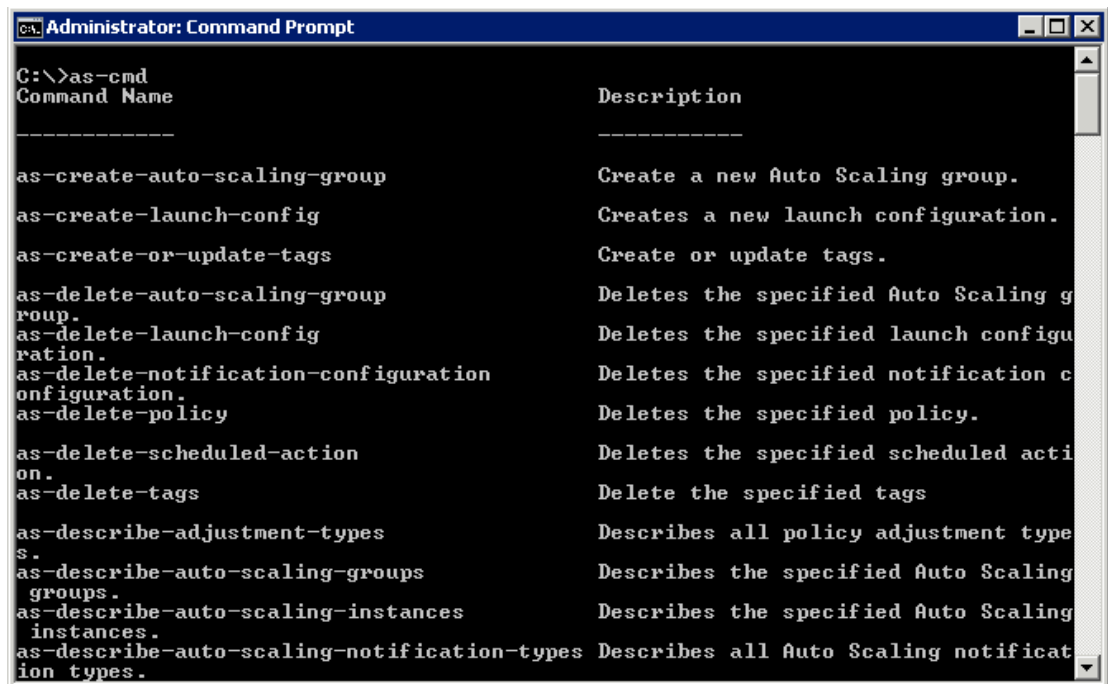 Administrator: Command Prompt
C:\>as-cmd
Command Name Description
------------ -----------
as-create-auto-scaling-group Create a new Auto Scaling group.
as-create-launch-config Creates a new launch configuration.
as-create-or-update-tags Create or update tags.
as-delete-auto-scaling-group Deletes the specified Auto Scaling g
roup.
as-delete-launch-config Deletes the specified launch configu
ration.
as-delete-notification-configuration Deletes the specified notification c
onfiguration.
as-delete-policy Deletes the specified policy.
as-delete-scheduled-action Deletes the specified scheduled acti
on.
as-delete-tags Delete the specified tags
as-describe-adjustment-types Describes all policy adjustment type
s.
as-describe-auto-scaling-groups Describes the specified Auto Scaling
groups.
as-describe-auto-scaling-instances Describes the specified Auto Scaling
instances.
as-describe-auto-scaling-notification-types Describes all Auto Scaling notificat
ion types.